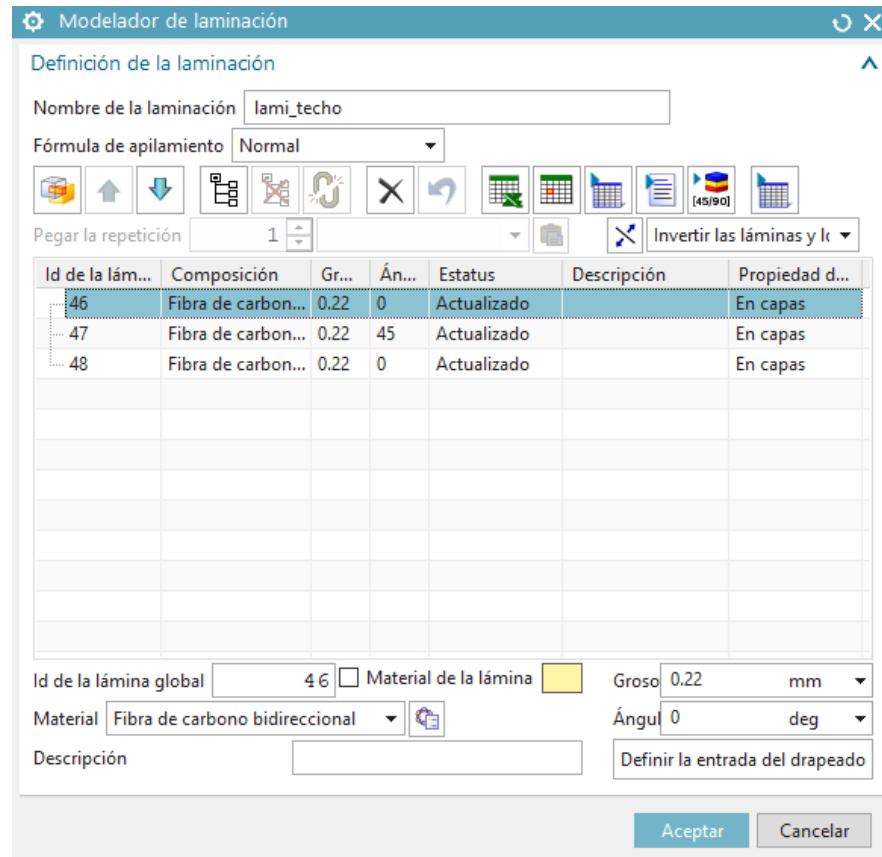 Modelador de laminación
Definición de la laminación
Nombre de la laminación lami_techo
Fórmula de apilamiento Normal
[45/90]
Pegar la repetición 1 Invertir las láminas y lo
Id de la lám... Composición Gr... Án... Estatus Descripción Propiedad d...
46 Fibra de carbon... 0.22 0 Actualizado En capas
47 Fibra de carbon... 0.22 45 Actualizado En capas
48 Fibra de carbon... 0.22 0 Actualizado En capas
Id de la lámina global 46 Material de la lámina Groso 0.22 mm
Material Fibra de carbono bidireccional Ángul 0 deg
Descripción Definir la entrada del drapeado
Aceptar Cancelar